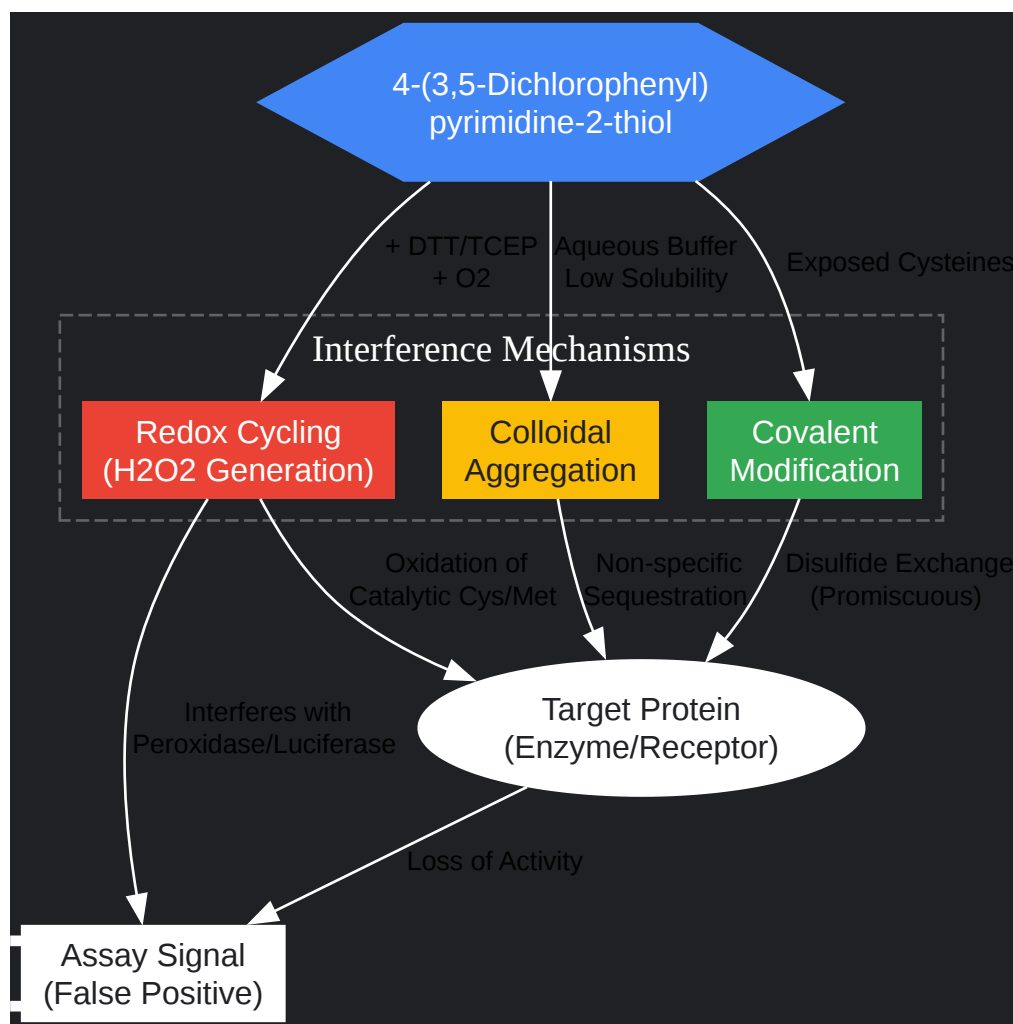 4-(3,5-Dichlorophenyl)
pyrimidine-2-thiol
+ DTT/TCEP
+ O2
Aqueous Buffer
Low Solubility
Exposed Cysteines
Interference Mechanisms
Redox Cycling
(H2O2 Generation)
Colloidal
Aggregation
Covalent
Modification
Oxidation of
Catalytic Cys/Met
Non-specific
Sequestration
Disulfide Exchange
(Promiscuous)
Interferes with
Peroxidase/Luciferase
Target Protein
(Enzyme/Receptor)
Loss of Activity
Assay Signal
(False Positive)